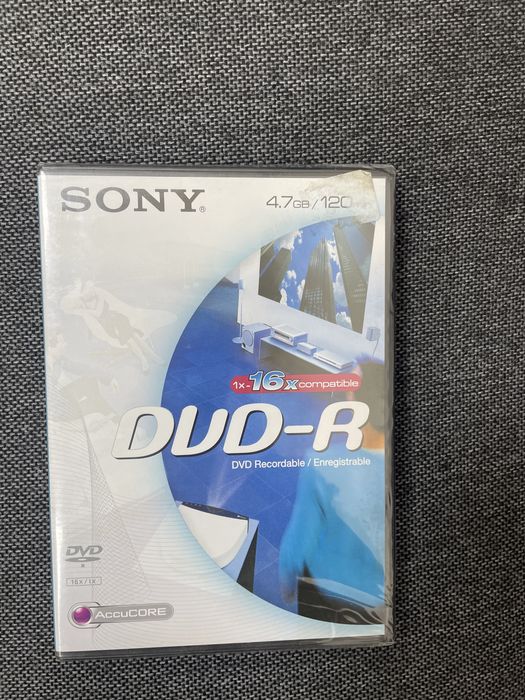 SONY®
4.7GB/120
1x-16x compatible
DVD-R
DVD Recordable / Enregistrable
DVD
R
16X / 1X
AccuCORE